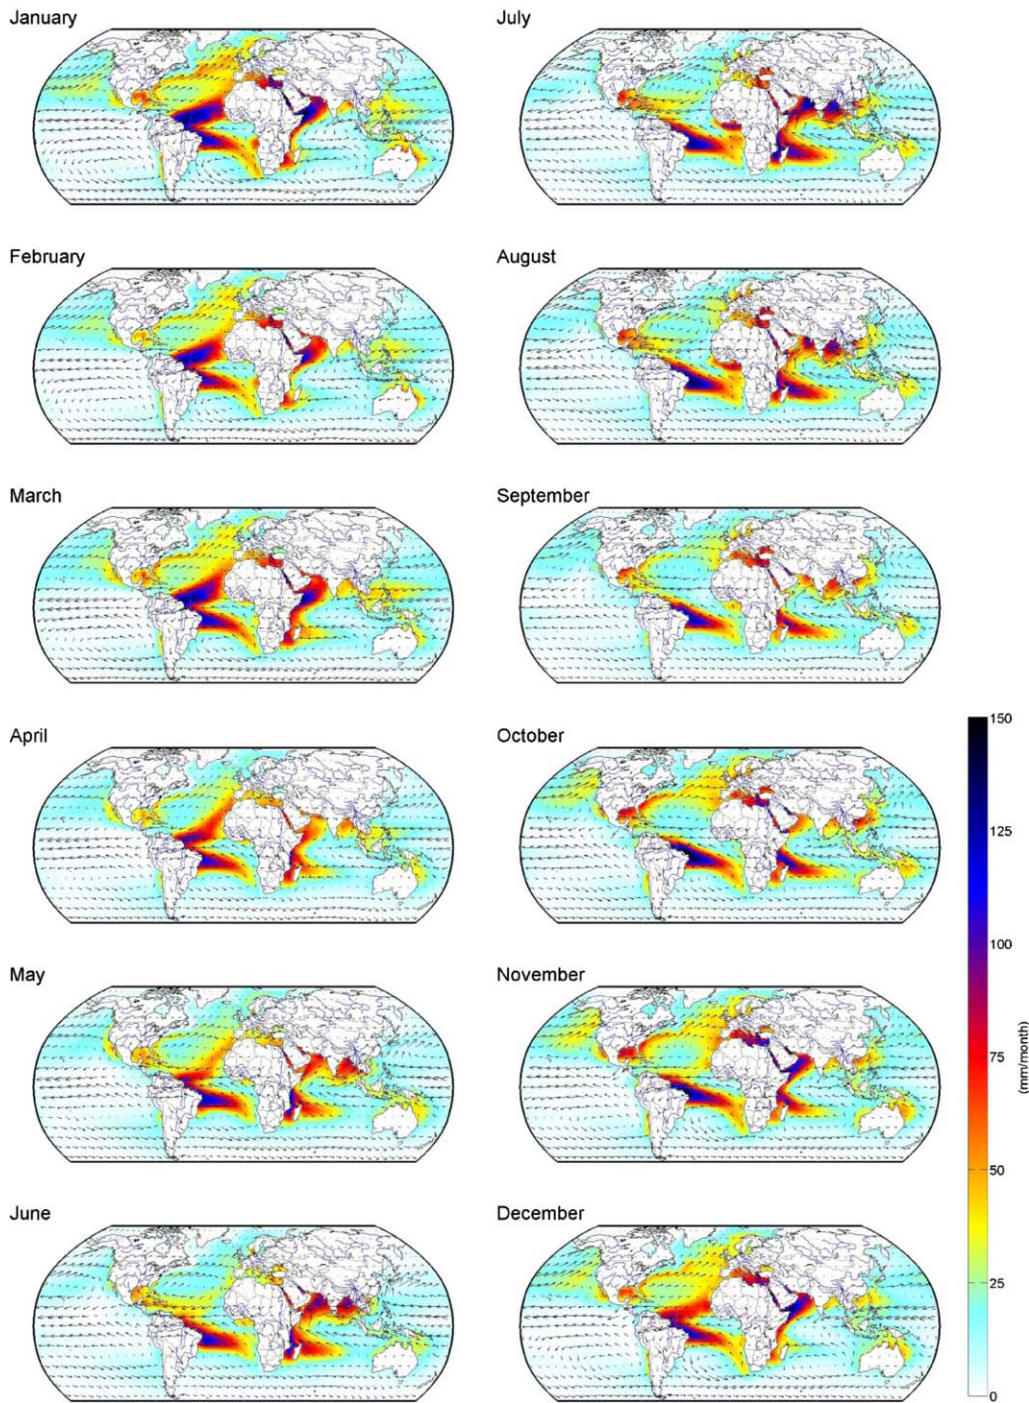 January
July
February
August
March
September
April
October
May
November
June
December
150
125
100
75
50
25
0
(mm/month)